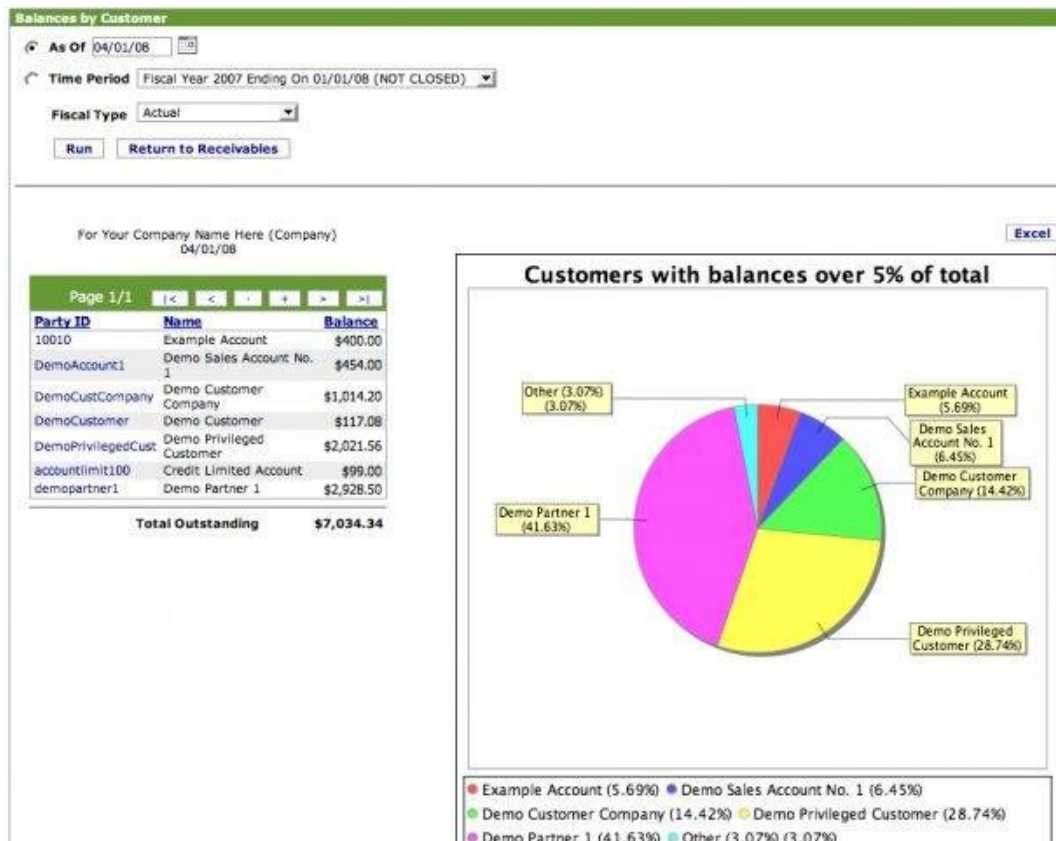 Balances by Customer
As Of 04/01/08
Time Period Fiscal Year 2007 Ending On 01/01/08 (NOT CLOSED)
Fiscal Type Actual
Run Return to Receivables
For Your Company Name Here (Company)
04/01/08
Excel
Page 1/1 |< < - + > >|
Party ID Name Balance
10010 Example Account $400.00
DemoAccount1 Demo Sales Account No. $454.00
1
DemoCustCompany Demo Customer $1,014.20
Company
DemoCustomer Demo Customer $117.08
DemoPrivilegedCust Demo Privileged $2,021.56
Customer
accountlimit100 Credit Limited Account $99.00
demopartner1 Demo Partner 1 $2,928.50
Total Outstanding $7,034.34
Customers with balances over 5% of total
Other (3.07%)
(3.07%)
Example Account
(5.69%)
Demo Sales
Account No. 1
(6.45%)
Demo Customer
Company (14.42%)
Demo Partner 1
(41.63%)
Demo Privileged
Customer (28.74%)
Example Account (5.69%) Demo Sales Account No. 1 (6.45%)
Demo Customer Company (14.42%) Demo Privileged Customer (28.74%)
Demo Partner 1 (41.63%) Other (3.07%) (3.07%)